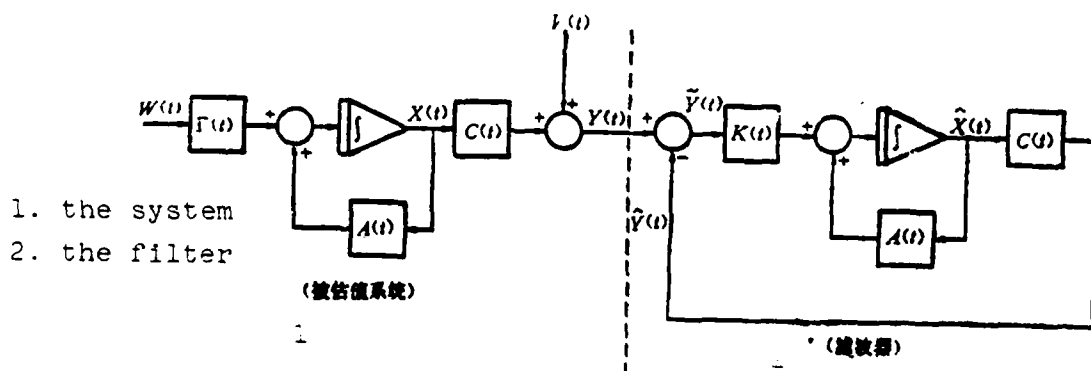 V(t)
W(t)
Γ(t)
+
+
X(t)
C(t)
+
+
Y(t)
+
−
Ỹ(t)
K(t)
+
+
X̂(t)
C(t)
A(t)
Ŷ(t)
A(t)
1. the system
2. the filter
(被估值系统)
1
(滤波器)